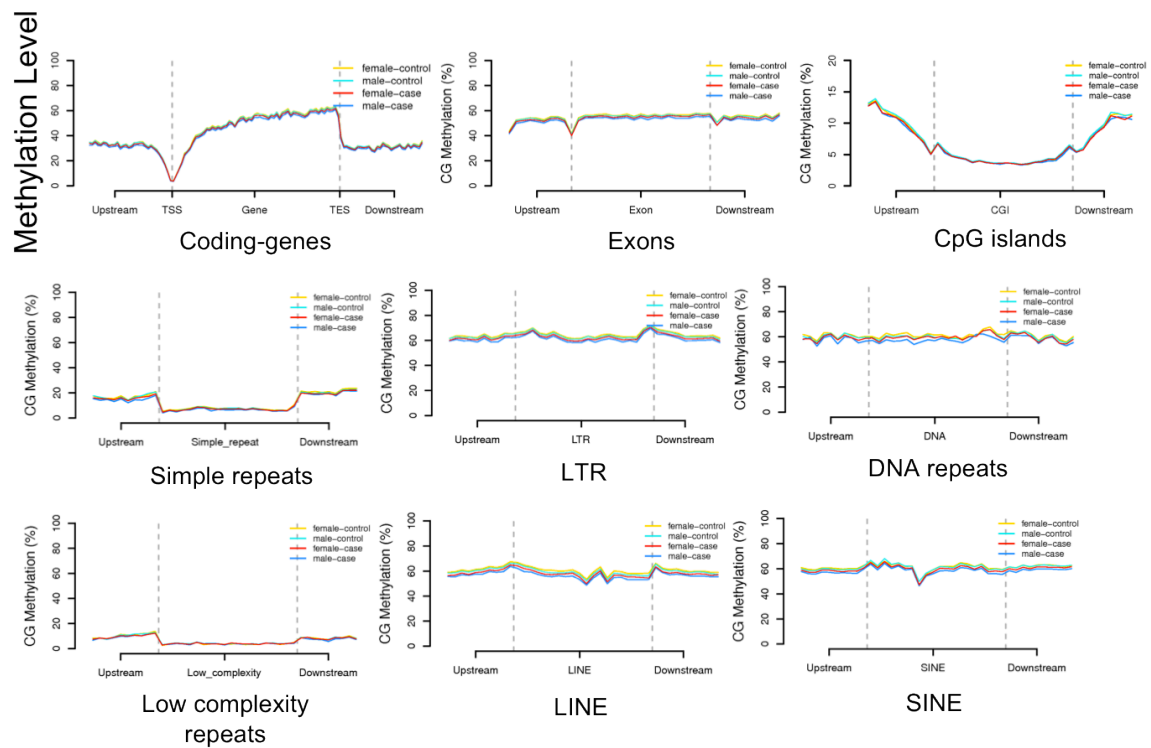 Methylation Level
100
80
60
40
20
0
female-control
male-control
female-case
male-case
Upstream TSS Gene TES Downstream
Coding-genes
CG Methylation (%)
100
80
60
40
20
0
female-control
male-control
female-case
male-case
Upstream Exon Downstream
Exons
CG Methylation (%)
20
15
10
5
0
female-control
male-control
female-case
male-case
Upstream CGI Downstream
CpG islands
CG Methylation (%)
100
80
60
40
20
0
female-control
male-control
female-case
male-case
Upstream Simple_repeat Downstream
Simple repeats
CG Methylation (%)
100
80
60
40
20
0
female-control
male-control
female-case
male-case
Upstream LTR Downstream
LTR
CG Methylation (%)
100
80
60
40
20
0
female-control
male-control
female-case
male-case
Upstream DNA Downstream
DNA repeats
CG Methylation (%)
100
80
60
40
20
0
female-control
male-control
female-case
male-case
Upstream Low_complexity Downstream
Low complexity
repeats
CG Methylation (%)
100
80
60
40
20
0
female-control
male-control
female-case
male-case
Upstream LINE Downstream
LINE
CG Methylation (%)
100
80
60
40
20
0
female-control
male-control
female-case
male-case
Upstream SINE Downstream
SINE